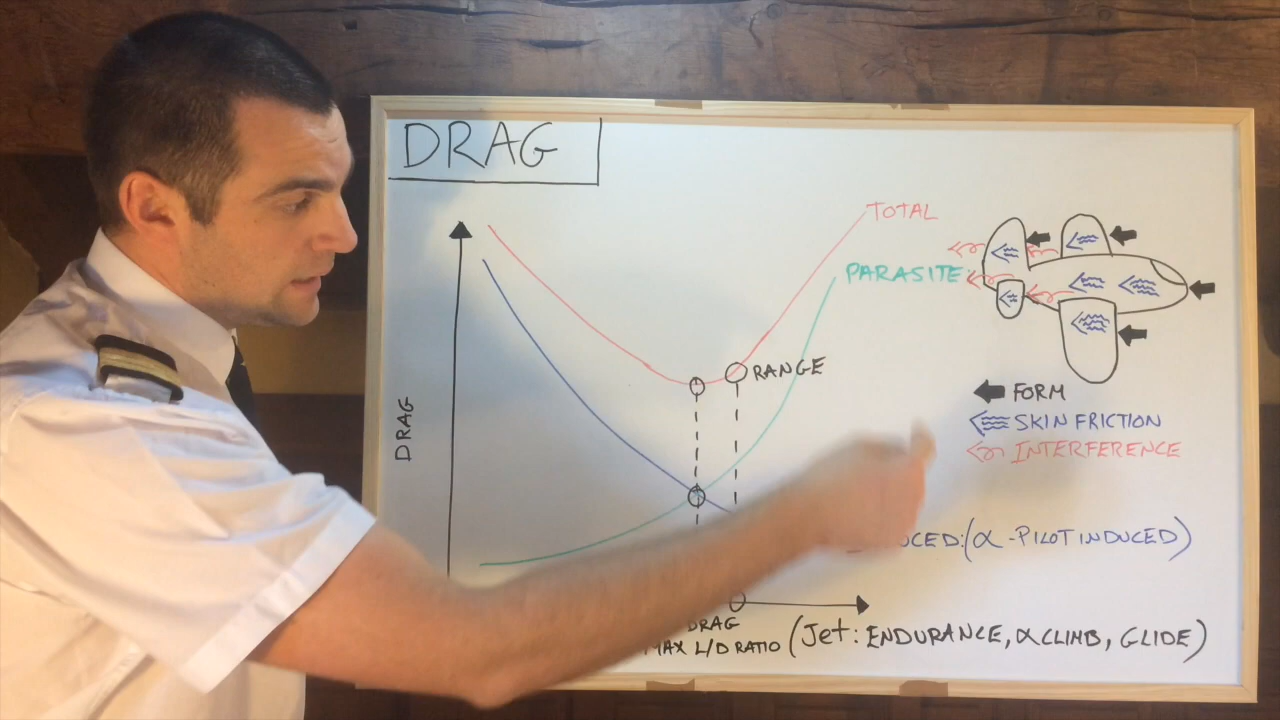 DRAG
TOTAL
PARASITE:
RANGE
DRAG
FORM
SKIN FRICTION
INTERFERENCE
(α - PILOT INDUCED)
DRAG
MAX L/D RATIO (Jet: ENDURANCE, α CLIMB, GLIDE)